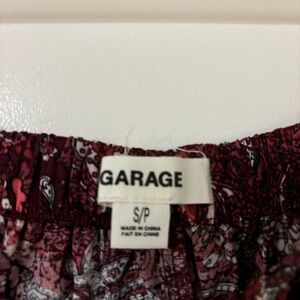 GARAGE
S/P
MADE IN CHINA
FAIT EN CHINE